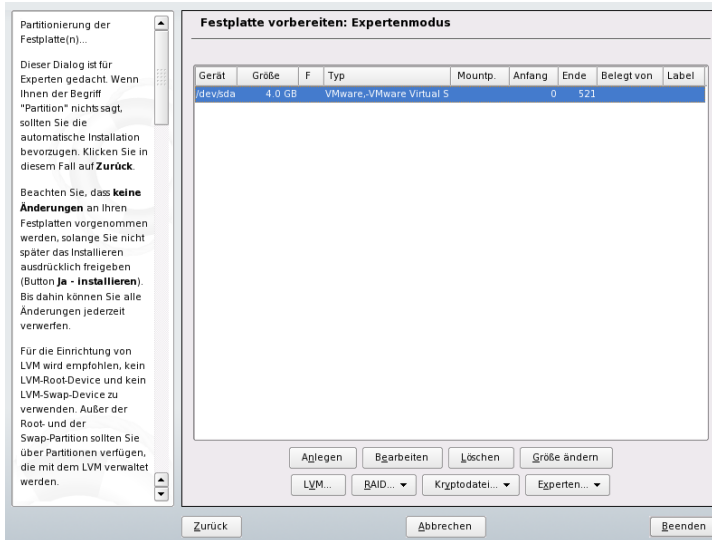 Partitionierung der
Festplatte(n)...
Dieser Dialog ist für
Experten gedacht. Wenn
Ihnen der Begriff
"Partition" nichts sagt,
sollten Sie die
automatische Installation
bevorzugen. Klicken Sie in
diesem Fall auf Zurück.
Beachten Sie, dass keine
Änderungen an Ihren
Festplatten vorgenommen
werden, solange Sie nicht
später das Installieren
ausdrücklich freigeben
(Button Ja - installieren).
Bis dahin können Sie alle
Änderungen jederzeit
verwerfen.
Für die Einrichtung von
LVM wird empfohlen, kein
LVM-Root-Device und kein
LVM-Swap-Device zu
verwenden. Außer der
Root- und der
Swap-Partition sollten Sie
über Partitionen verfügen,
die mit dem LVM verwaltet
werden.
Festplatte vorbereiten: Expertenmodus
Gerät Größe F Typ Mountp. Anfang Ende Belegt von Label
/dev/sda 4.0 GB VMware,-VMware Virtual S 0 521
Anlegen Bearbeiten Löschen Größe ändern
LVM... RAID... Kryptodatei... Experten...
Zurück Abbrechen Beenden